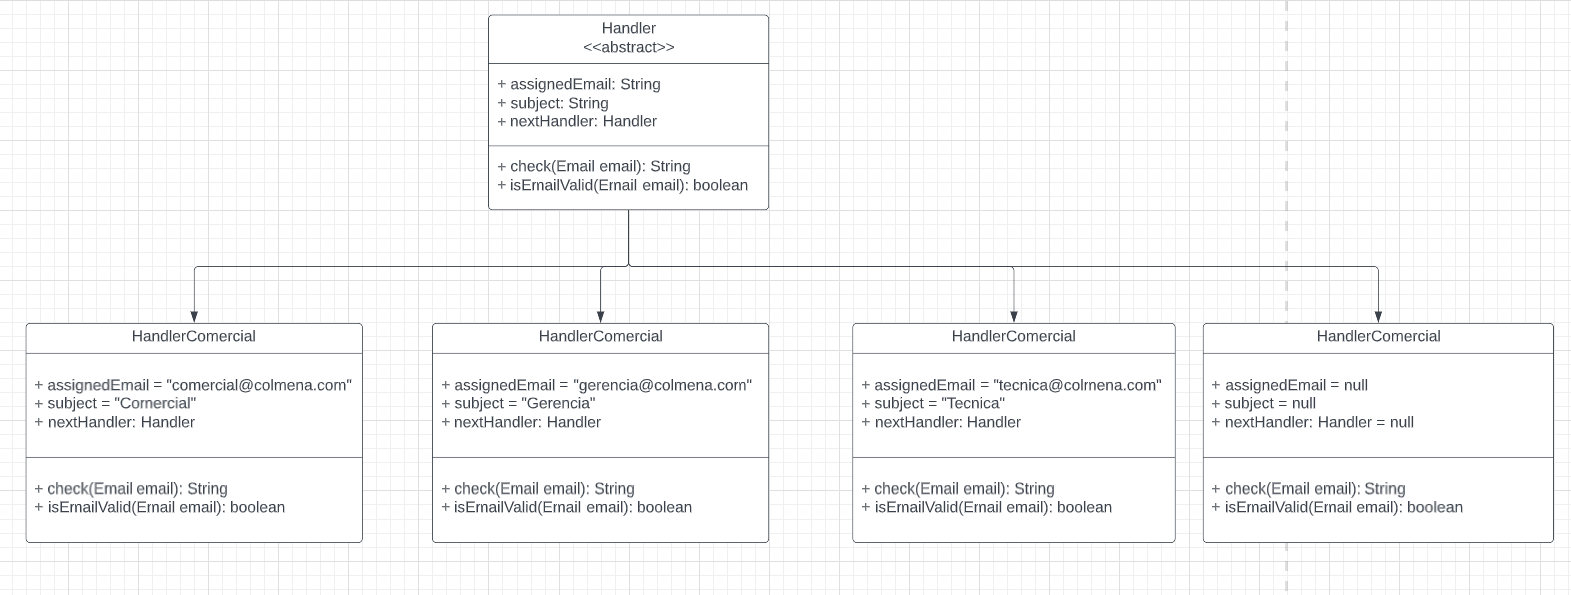 Handler
<<abstract>>
+ assignedEmail: String
+ subject: String
+ nextHandler: Handler
+ check(Email email): String
+ isEmailValid(Email email): boolean
HandlerComercial
+ assignedEmail = "comercial@colmena.com"
+ subject = "Comercial"
+ nextHandler: Handler
+ check(Email email): String
+ isEmailValid(Email email): boolean
HandlerComercial
+ assignedEmail = "gerencia@colmena.com"
+ subject = "Gerencia"
+ nextHandler: Handler
+ check(Email email): String
+ isEmailValid(Email email): boolean
HandlerComercial
+ assignedEmail = "tecnica@colmena.com"
+ subject = "Tecnica"
+ nextHandler: Handler
+ check(Email email): String
+ isEmailValid(Email email): boolean
HandlerComercial
+ assignedEmail = null
+ subject = null
+ nextHandler: Handler = null
+ check(Email email): String
+ isEmailValid(Email email): boolean